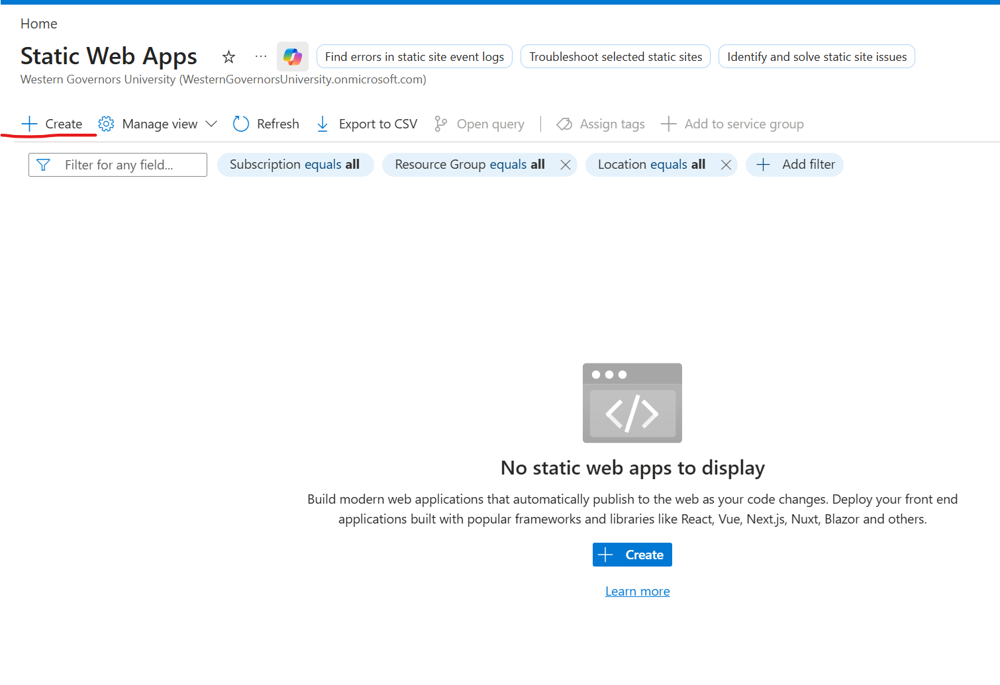 Home
Static Web Apps
Find errors in static site event logs
Troubleshoot selected static sites
Identify and solve static site issues
Western Governors University (WesternGovernorsUniversity.onmicrosoft.com)
Create
Manage view
Refresh
Export to CSV
Open query
Assign tags
Add to service group
Filter for any field...
Subscription equals all
Resource Group equals all
Location equals all
Add filter
</>
No static web apps to display
Build modern web applications that automatically publish to the web as your code changes. Deploy your front end
applications built with popular frameworks and libraries like React, Vue, Next.js, Nuxt, Blazor and others.
Create
Learn more